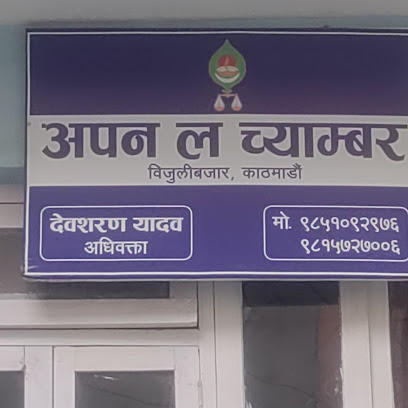 अपन ल च्याम्बर
विजुलीबजार, काठमाडौं
देवशरण यादव
अधिवक्ता
मो. ९८५१०९२९७६
९८१५७२७००६